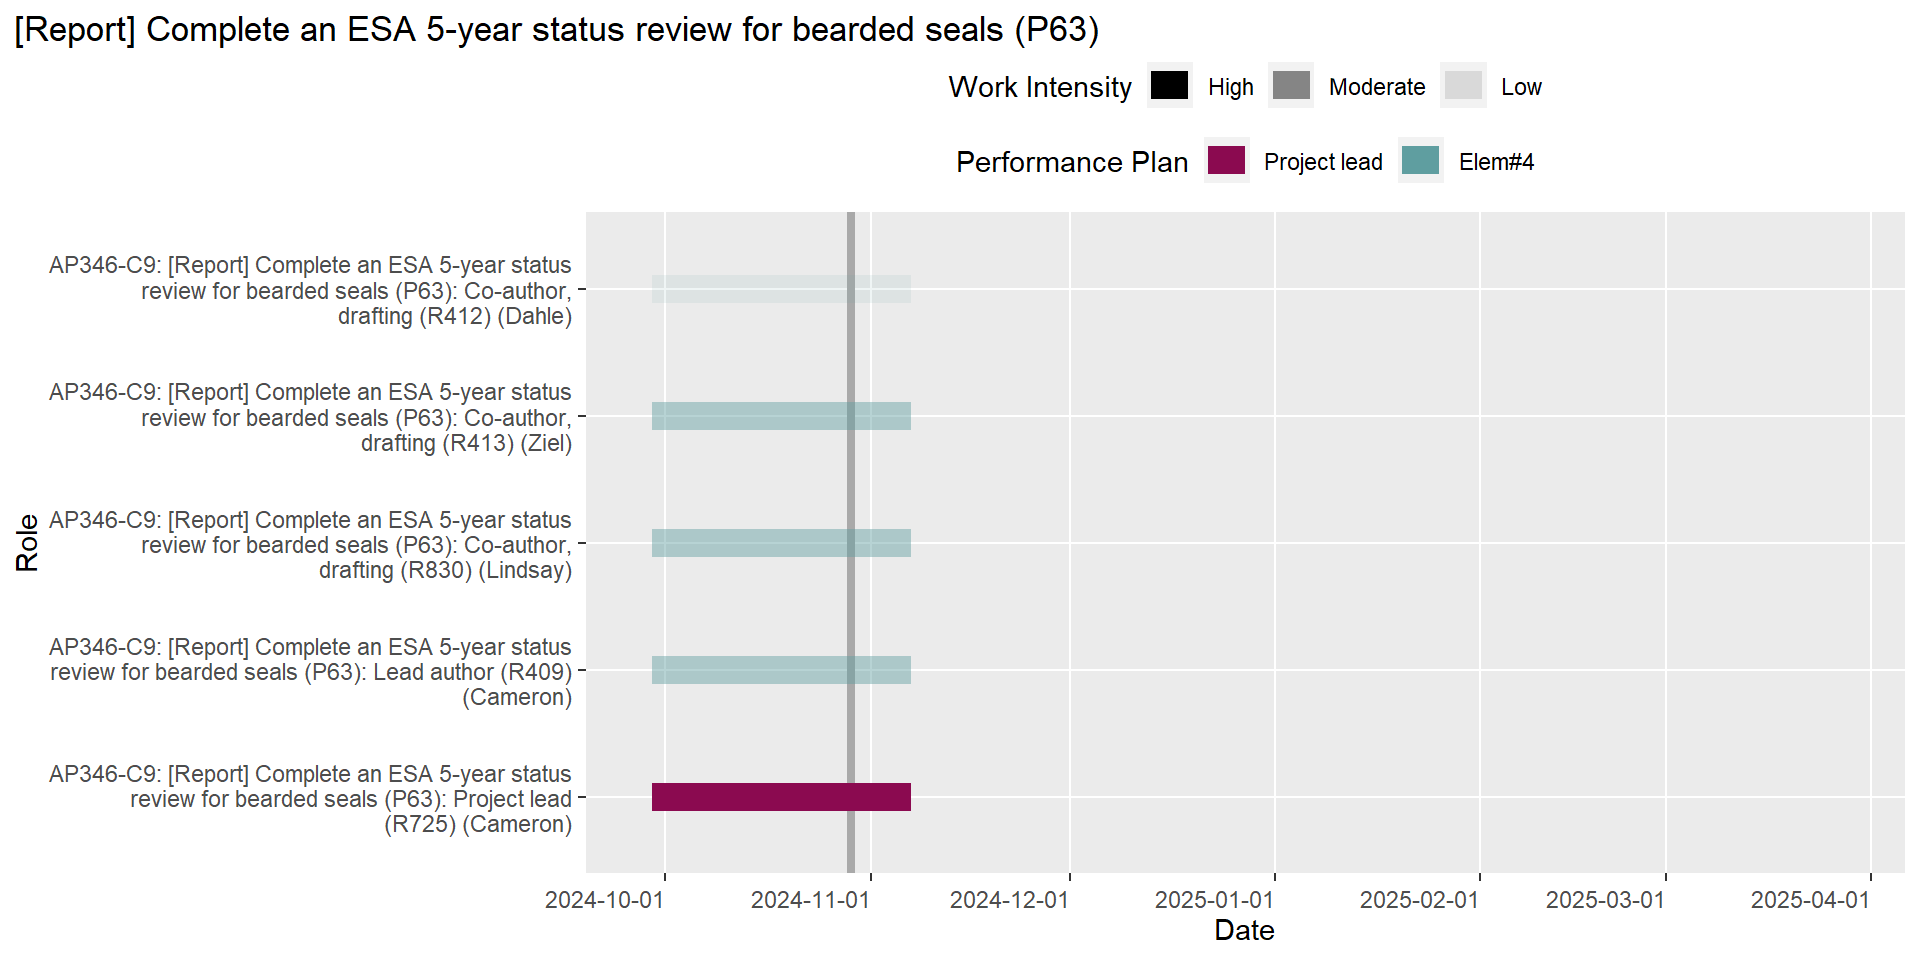 [Report] Complete an ESA 5-year status review for bearded seals (P63)
Work Intensity High Moderate Low
Performance Plan Project lead Elem#4
AP346-C9: [Report] Complete an ESA 5-year status
review for bearded seals (P63): Co-author,
drafting (R412) (Dahle)
AP346-C9: [Report] Complete an ESA 5-year status
review for bearded seals (P63): Co-author,
drafting (R413) (Ziel)
AP346-C9: [Report] Complete an ESA 5-year status
review for bearded seals (P63): Co-author,
drafting (R830) (Lindsay)
AP346-C9: [Report] Complete an ESA 5-year status
review for bearded seals (P63): Lead author (R409)
(Cameron)
AP346-C9: [Report] Complete an ESA 5-year status
review for bearded seals (P63): Project lead
(R725) (Cameron)
Role
2024-10-01 2024-11-01 2024-12-01 2025-01-01 2025-02-01 2025-03-01 2025-04-01
Date